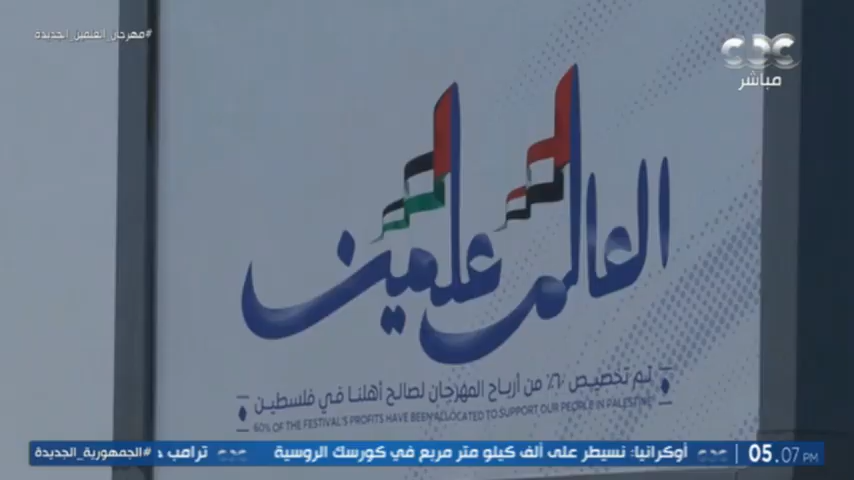 #مهرجان_العلمين_الجديدة
cbc
مباشر
العالم علمين
تم تخصيص ٦٠٪ من أرباح المهرجان لصالح أهلنا في فلسطين
60% OF THE FESTIVAL'S PROFITS HAVE BEEN ALLOCATED TO SUPPORT OUR PEOPLE IN PALESTINE
05.07 PM
cbc أوكرانيا: نسيطر على ألف كيلو متر مربع في كورسك الروسية cbc ترامب
#الجمهورية_الجديدة